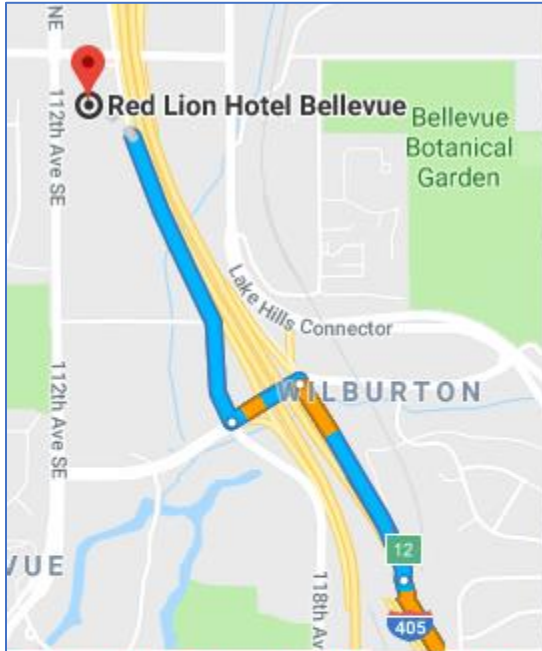 NE
112th Ave SE
Red Lion Hotel Bellevue
Bellevue
Botanical
Garden
Lake Hills Connector
WILBURTON
112th Ave SE
12
VUE
118th Av
405